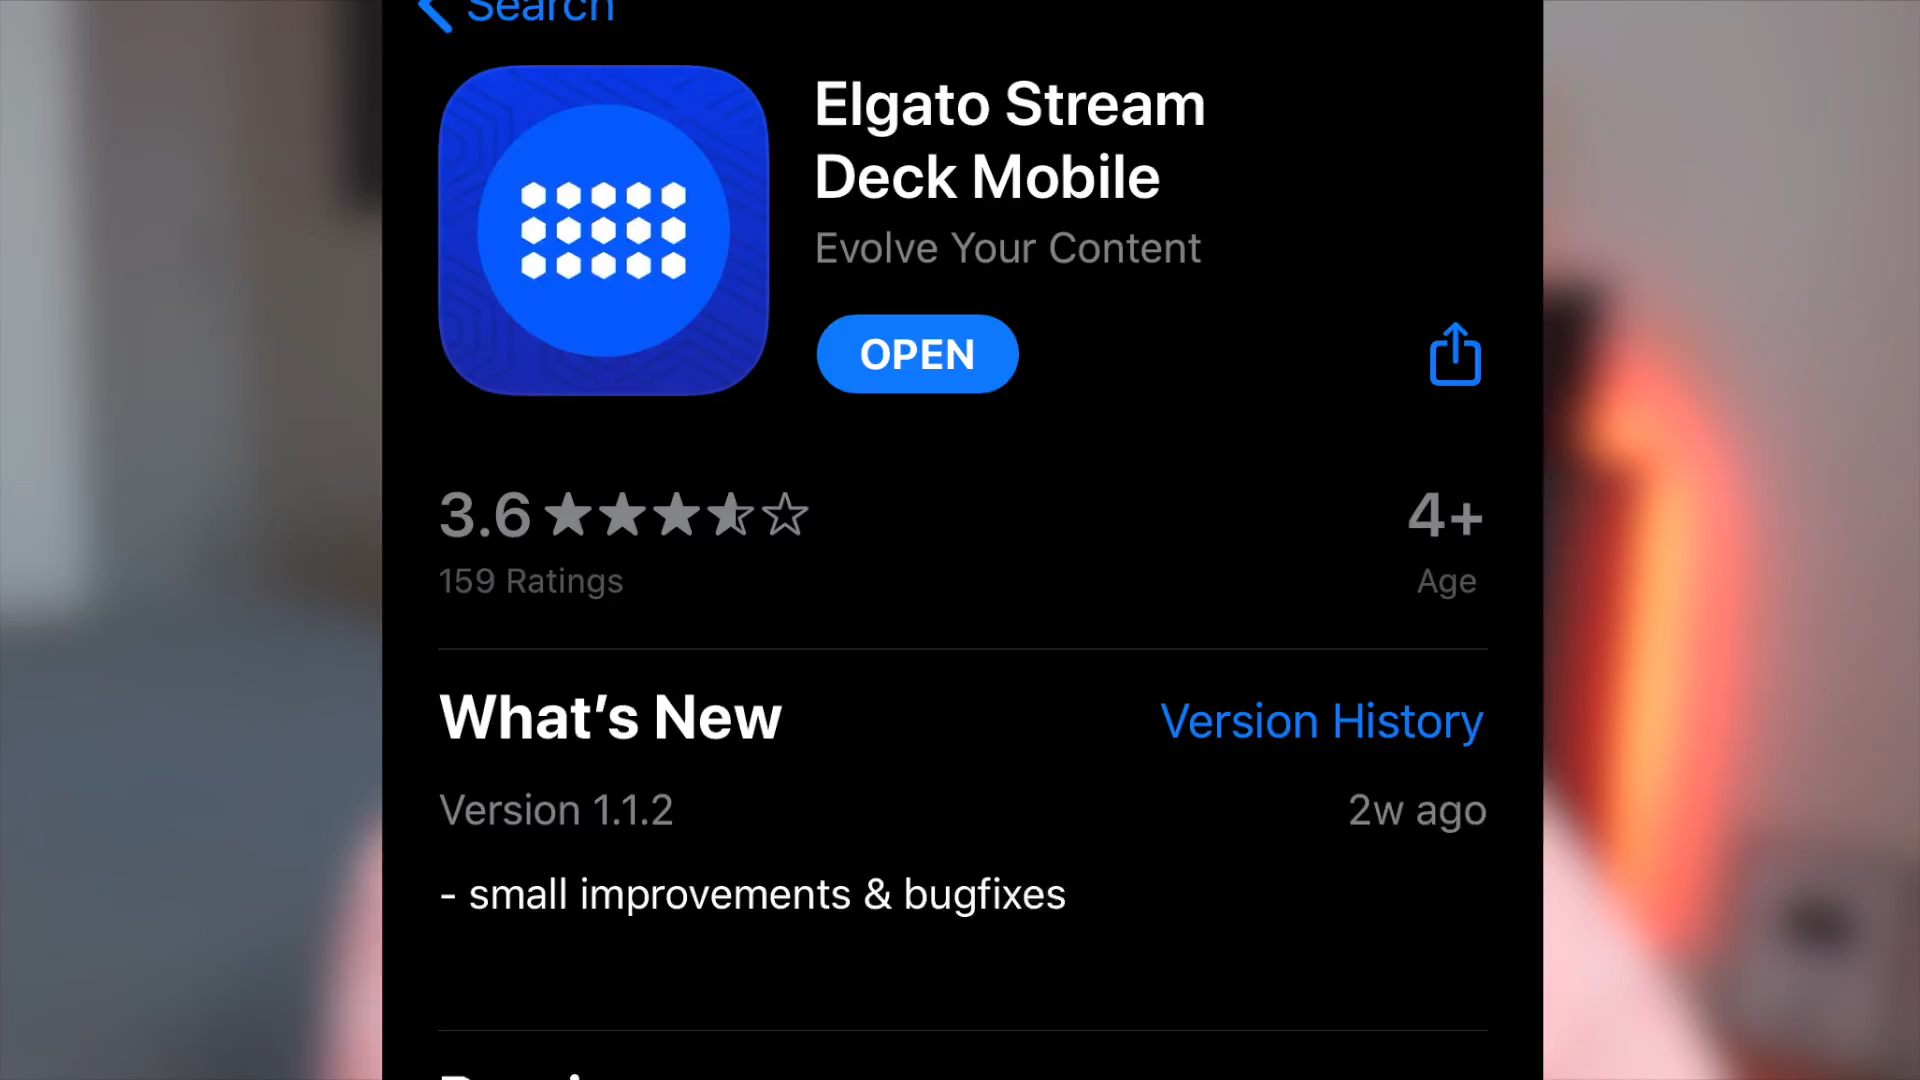 Search
Elgato Stream
Deck Mobile
Evolve Your Content
OPEN
3.6
4+
159 Ratings
Age
What's New
Version History
Version 1.1.2
2w ago
- small improvements & bugfixes